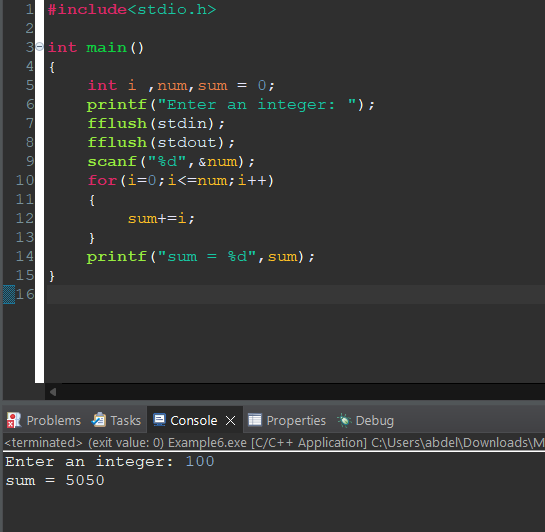 1 #include<stdio.h>
2
3 int main()
4 {
5     int i ,num,sum = 0;
6     printf("Enter an integer: ");
7     fflush(stdin);
8     fflush(stdout);
9     scanf("%d",&num);
10     for(i=0;i<=num;i++)
11     {
12         sum+=i;
13     }
14     printf("sum = %d",sum);
15 }
16
Problems Tasks Console Properties Debug
<terminated> (exit value: 0) Example6.exe [C/C++ Application] C:\Users\abdel\Downloads\M
Enter an integer: 100
sum = 5050